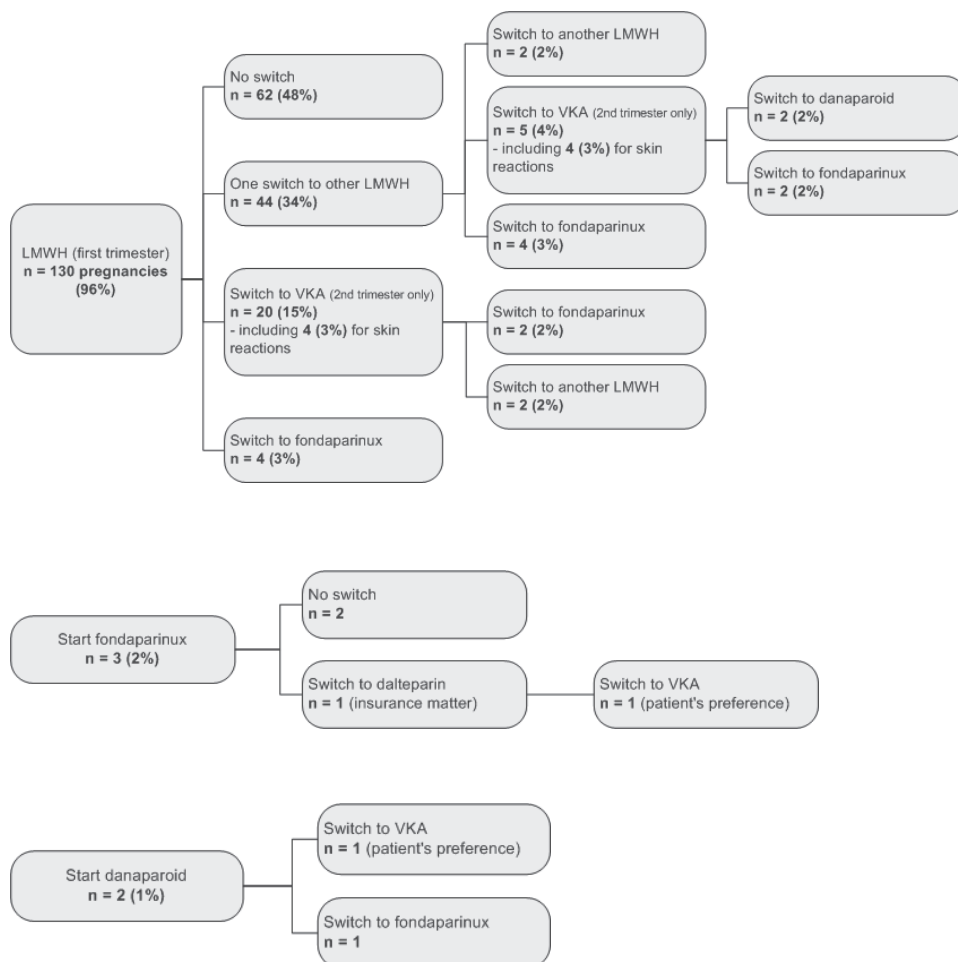 LMWH (first trimester)
n = 130 pregnancies
(96%)
No switch
n = 62 (48%)
One switch to other LMWH
n = 44 (34%)
Switch to another LMWH
n = 2 (2%)
Switch to VKA (2nd trimester only)
n = 5 (4%)
- including 4 (3%) for skin
reactions
Switch to danaparoid
n = 2 (2%)
Switch to fondaparinux
n = 2 (2%)
Switch to fondaparinux
n = 4 (3%)
Switch to VKA (2nd trimester only)
n = 20 (15%)
- including 4 (3%) for skin
reactions
Switch to fondaparinux
n = 2 (2%)
Switch to another LMWH
n = 2 (2%)
Switch to fondaparinux
n = 4 (3%)
Start fondaparinux
n = 3 (2%)
No switch
n = 2
Switch to dalteparin
n = 1 (insurance matter)
Switch to VKA
n = 1 (patient's preference)
Start danaparoid
n = 2 (1%)
Switch to VKA
n = 1 (patient's preference)
Switch to fondaparinux
n = 1